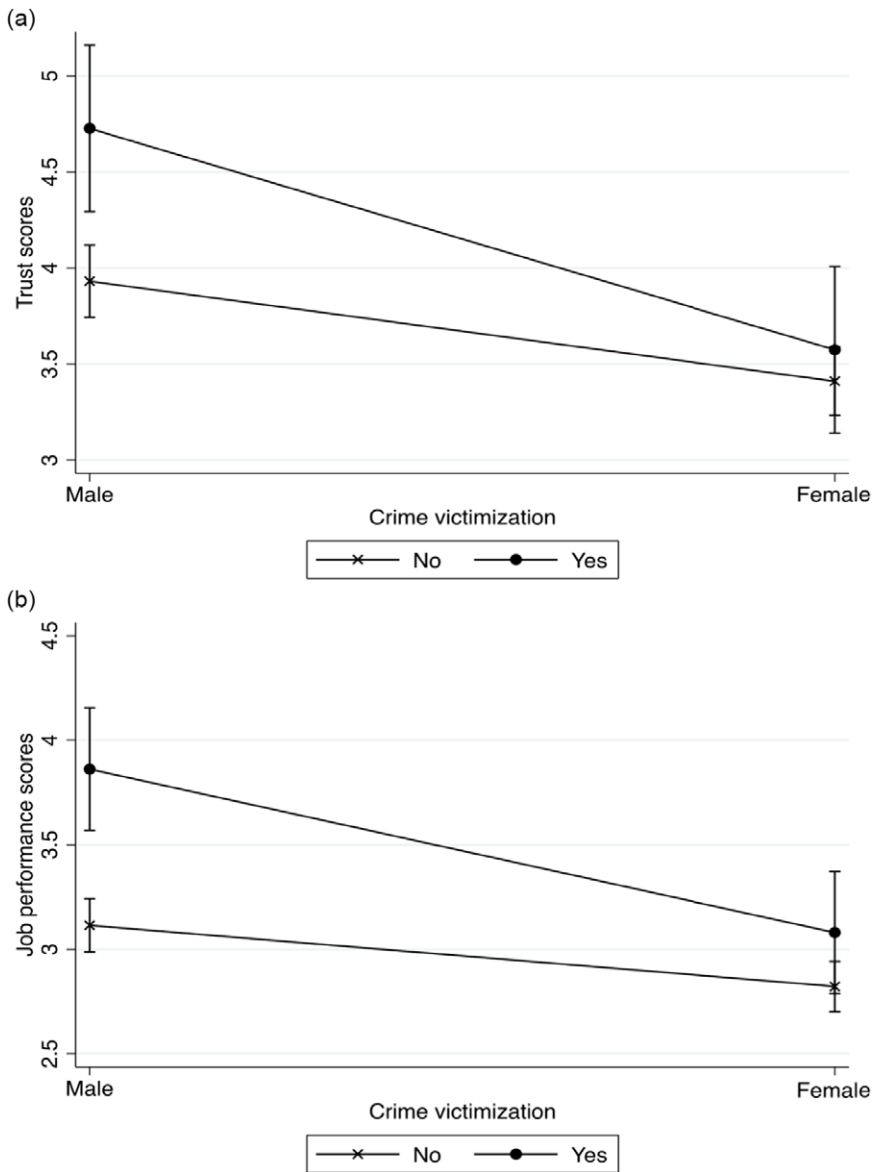 (a)
5
4.5
4
3.5
3
Trust scores
Male
Female
Crime victimization
No Yes
(b)
4.5
4
3.5
3
2.5
Job performance scores
Male
Female
Crime victimization
No Yes